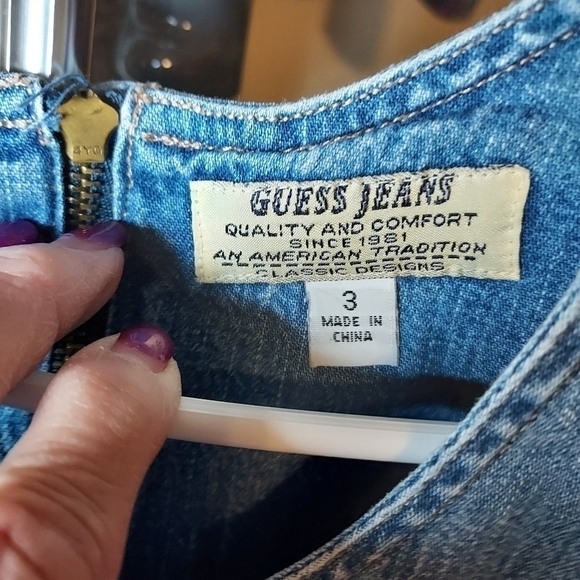 GUESS JEANS
QUALITY AND COMFORT
SINCE 1981
AN AMERICAN TRADITION
CLASSIC DESIGNS
3
MADE IN
CHINA